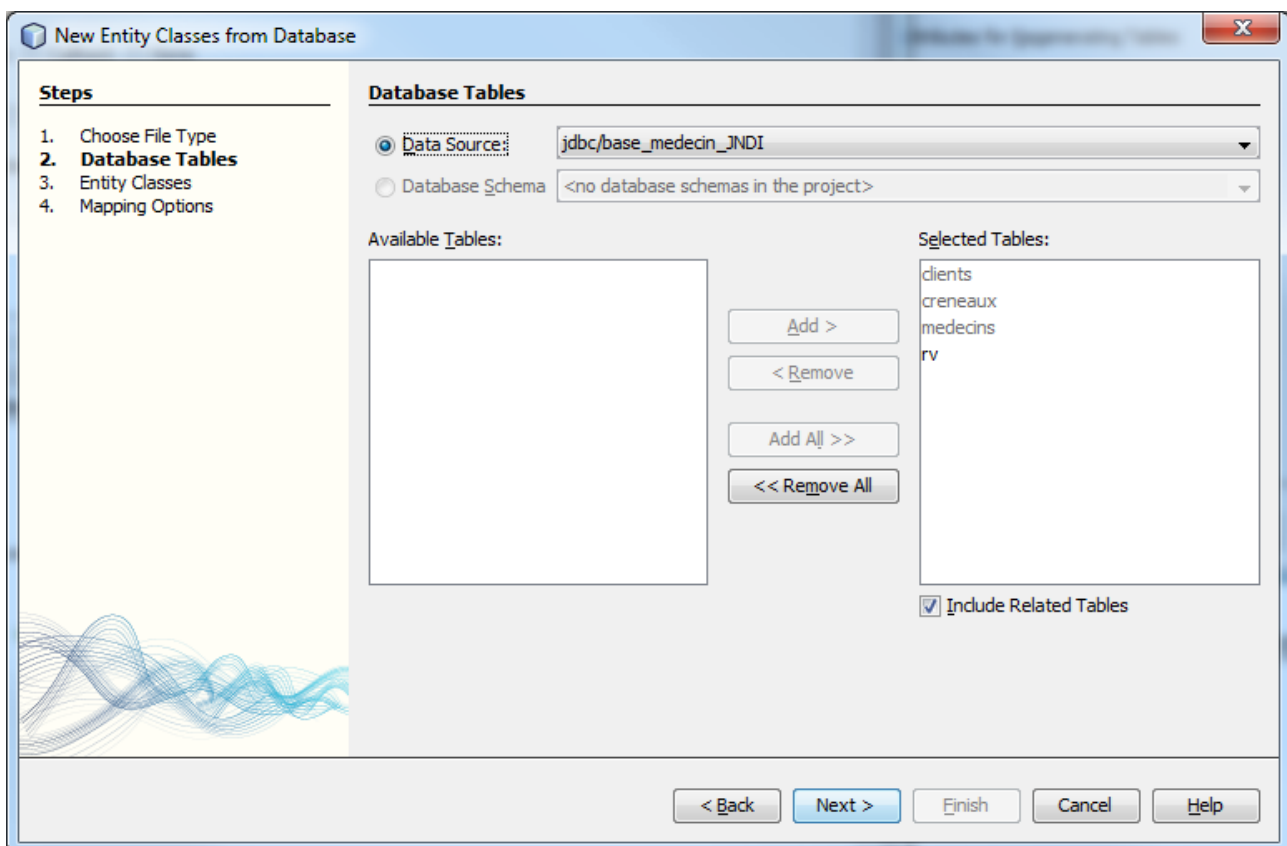 New Entity Classes from Database
Steps
1. Choose File Type
2. Database Tables
3. Entity Classes
4. Mapping Options
Database Tables
Data Source: jdbc/base_medecin_JNDI
Database Schema <no database schemas in the project>
Available Tables:
Selected Tables:
clients
creneaux
medecins
rv
Add >
< Remove
Add All >>
<< Remove All
Include Related Tables
< Back Next > Finish Cancel Help